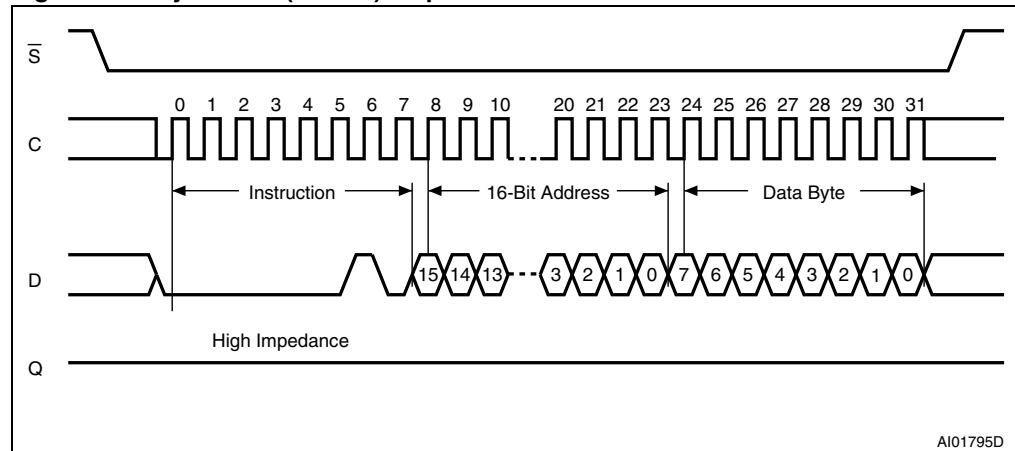 S
0 1 2 3 4 5 6 7 8 9 10 20 21 22 23 24 25 26 27 28 29 30 31
C
Instruction 16-Bit Address Data Byte
D
15 14 13 3 2 1 0 7 6 5 4 3 2 1 0
High Impedance
Q
AI01795D